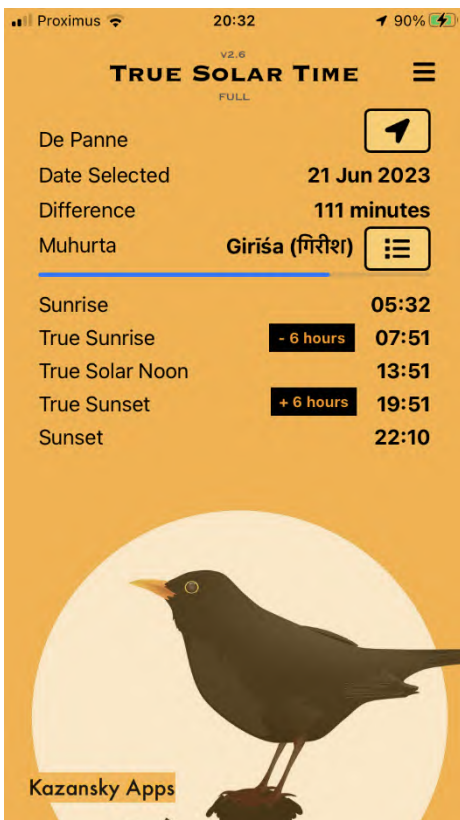 Proximus 20:32 90%
v2.6
TRUE SOLAR TIME
FULL
De Panne
Date Selected 21 Jun 2023
Difference 111 minutes
Muhurta Girīśa (गिरीश)
Sunrise 05:32
True Sunrise - 6 hours 07:51
True Solar Noon 13:51
True Sunset + 6 hours 19:51
Sunset 22:10
Kazansky Apps